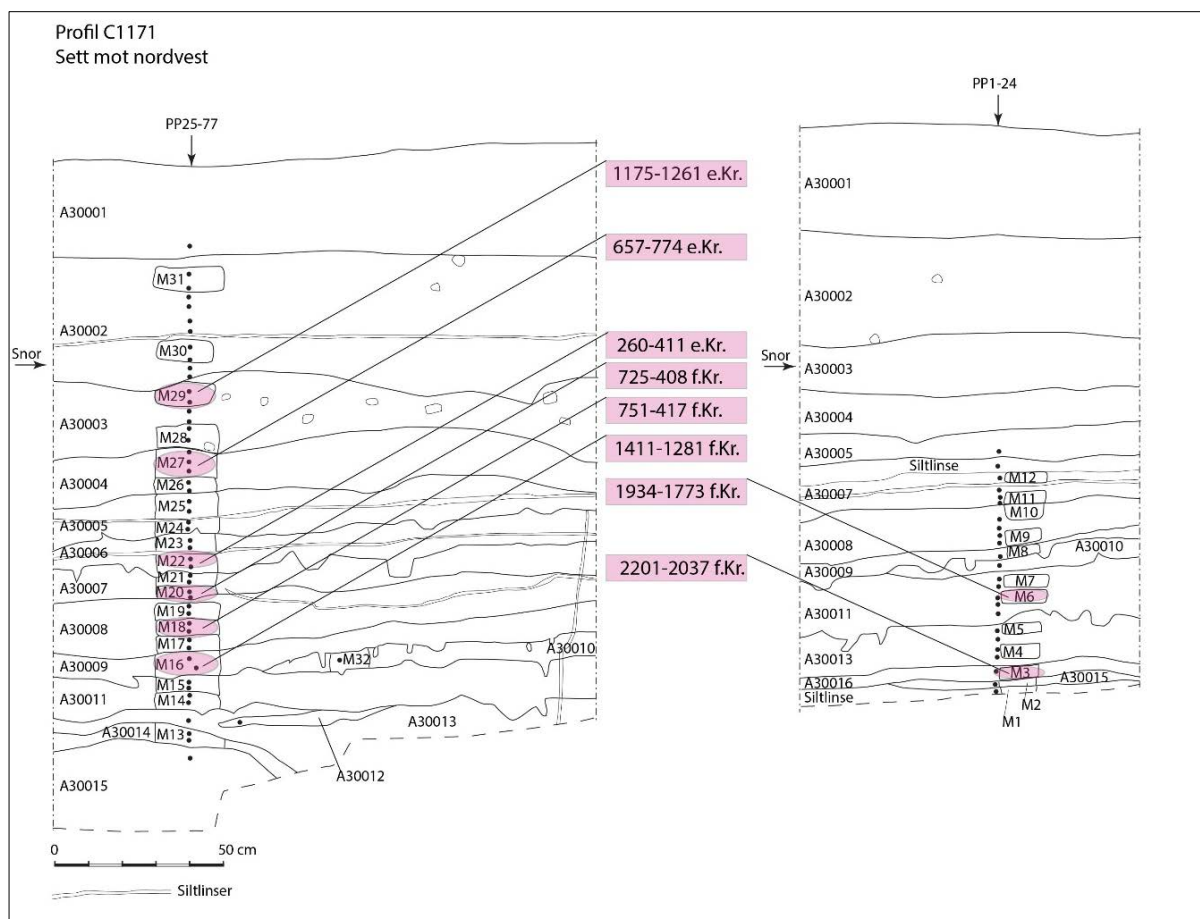 Profil C1171
Sett mot nordvest
PP25-77
A30001
M31
A30002
M30
Snor
M29
A30003
M28
M27
A30004
M26
M25
A30005
M24
M23
A30006
M22
M21
A30007
M20
M19
A30008
M18
M17
A30009
M16
M32
A30010
M15
A30011
M14
A30013
A30014
M13
A30012
A30015
0
50 cm
Siltlinser
1175-1261 e.Kr.
657-774 e.Kr.
260-411 e.Kr.
725-408 f.Kr.
751-417 f.Kr.
1411-1281 f.Kr.
1934-1773 f.Kr.
2201-2037 f.Kr.
PP1-24
A30001
A30002
Snor
A30003
A30004
A30005
Siltlinse
M12
A30007
M11
M10
M9
A30008
M8
A30010
A30009
M7
M6
A30011
M5
M4
A30013
M3
A30015
A30016
Siltlinse
M2
M1